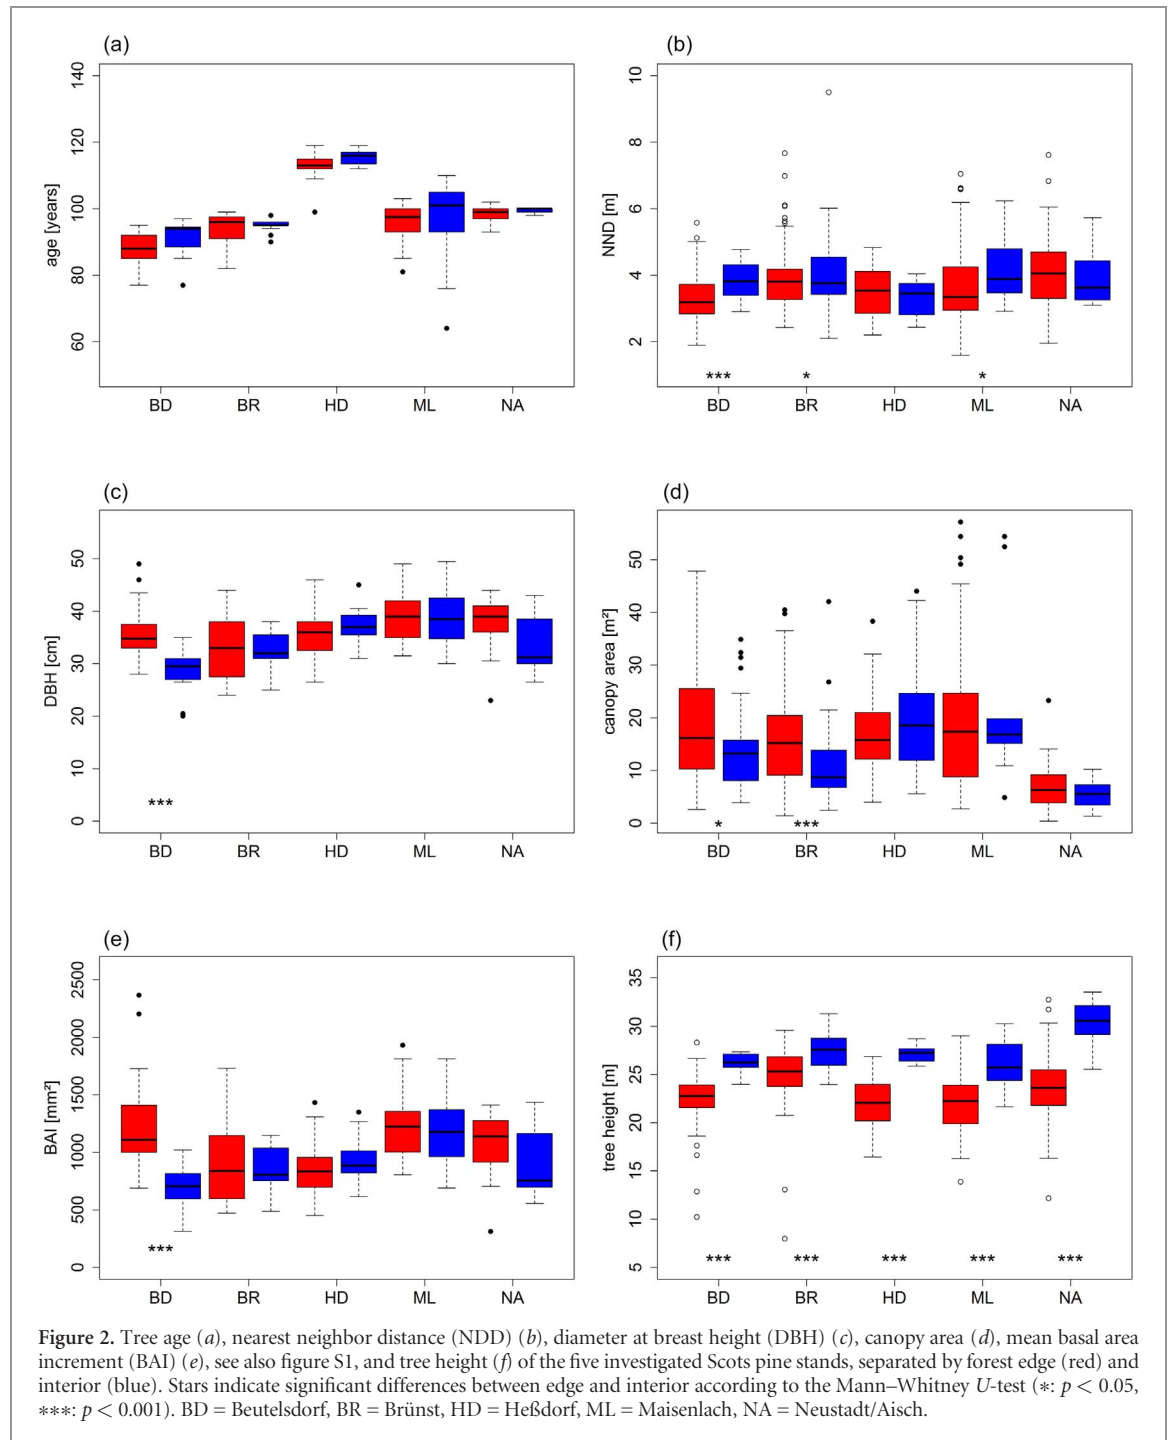 (a)
140
120
100
80
60
age [years]
BD BR HD ML NA
(b)
10
8
6
4
2
NND [m]
*** * *
BD BR HD ML NA
(c)
50
40
30
20
10
0
DBH [cm]
***
BD BR HD ML NA
(d)
50
40
30
20
10
0
canopy area [m²]
* ***
BD BR HD ML NA
(e)
2500
2000
1500
1000
500
0
BAI [mm²]
***
BD BR HD ML NA
(f)
35
30
25
20
15
10
5
tree height [m]
*** *** *** *** ***
BD BR HD ML NA
Figure 2. Tree age (a), nearest neighbor distance (NDD) (b), diameter at breast height (DBH) (c), canopy area (d), mean basal area
increment (BAI) (e), see also figure S1, and tree height (f) of the five investigated Scots pine stands, separated by forest edge (red) and
interior (blue). Stars indicate significant differences between edge and interior according to the Mann–Whitney U-test (∗: p < 0.05,
∗∗∗: p < 0.001). BD = Beutelsdorf, BR = Brünst, HD = Heßdorf, ML = Maisenlach, NA = Neustadt/Aisch.